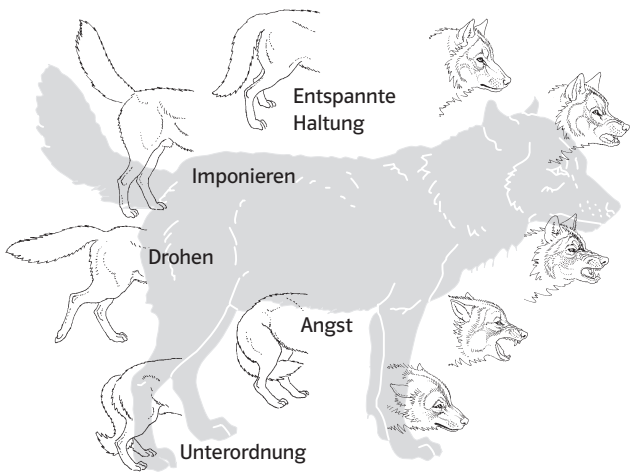 Entspannte
Haltung
Imponieren
Drohen
Angst
Unterordnung